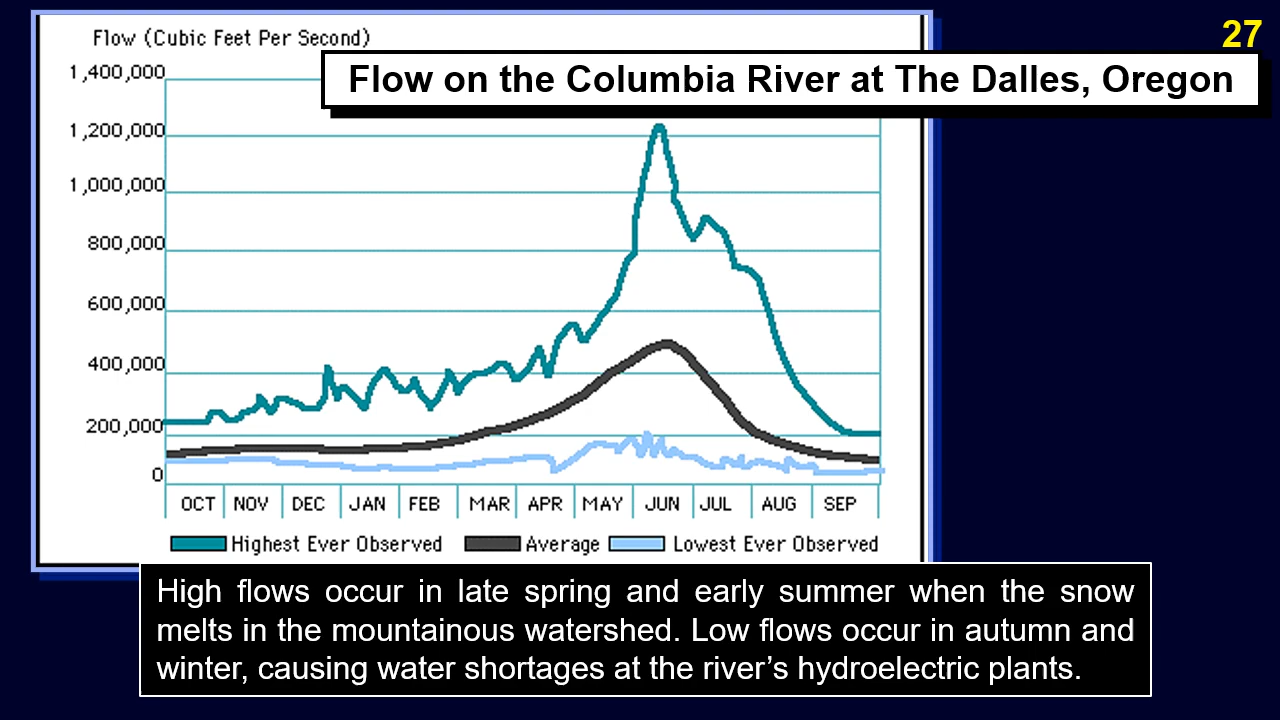 27
Flow (Cubic Feet Per Second)
Flow on the Columbia River at The Dalles, Oregon
1,400,000
1,200,000
1,000,000
800,000
600,000
400,000
200,000
0
OCT NOV DEC JAN FEB MAR APR MAY JUN JUL AUG SEP
Highest Ever Observed Average Lowest Ever Observed
High flows occur in late spring and early summer when the snow
melts in the mountainous watershed. Low flows occur in autumn and
winter, causing water shortages at the river’s hydroelectric plants.